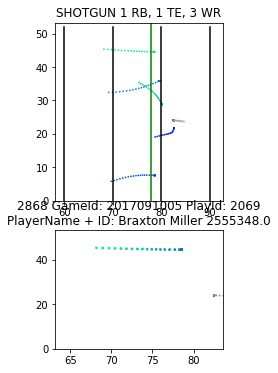 SHOTGUN 1 RB, 1 TE, 3 WR
50
40
30
20
10
0
60 70 80 90
2868 GameId: 2017091005 PlayId: 2069
PlayerName + ID: Braxton Miller 2555348.0
40
20
0
65 70 75 80